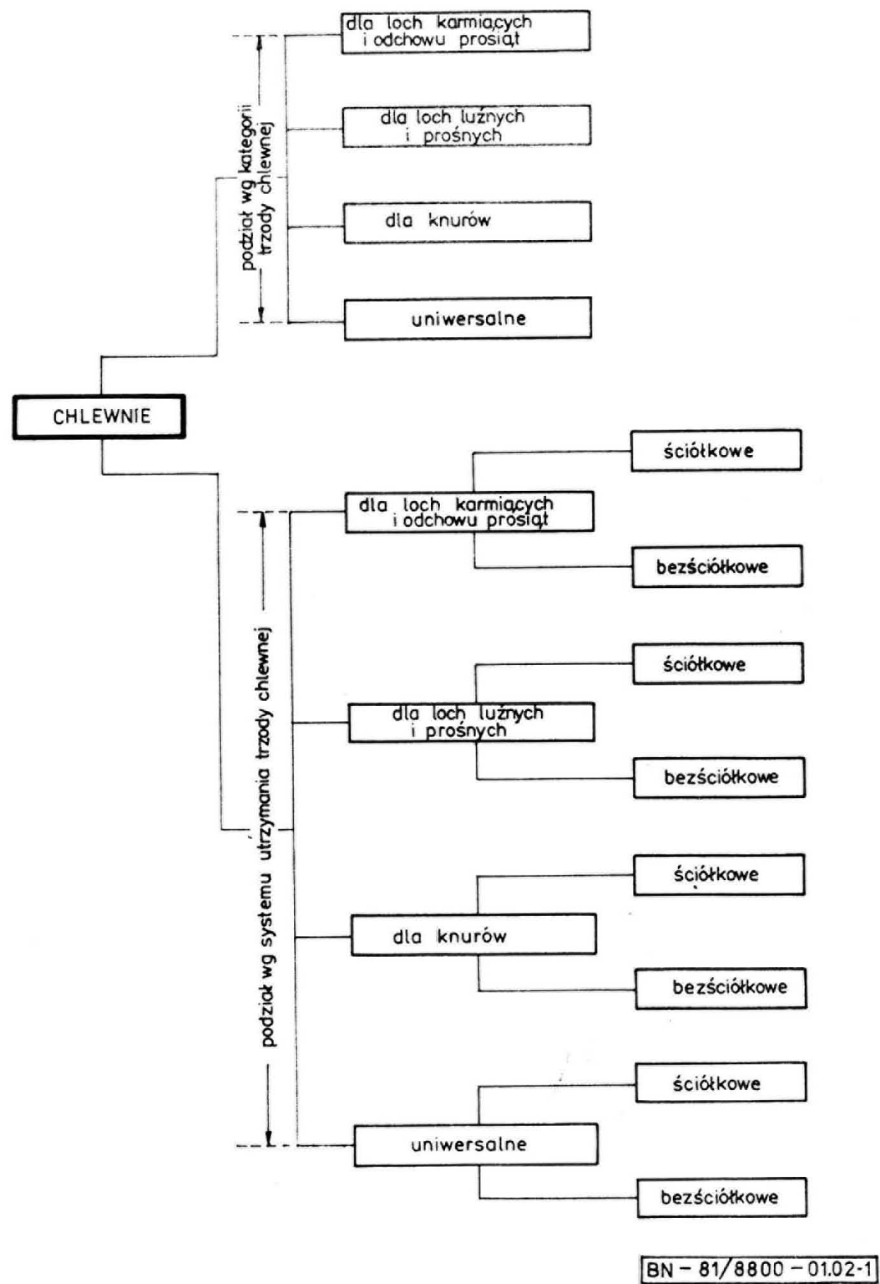 dla loch karmiących
i odchowu prosiąt
dla loch luźnych
i prośnych
dla knurów
uniwersalne
podział wg kategorii
trzody chlewnej
CHLEWNIE
podział wg systemu utrzymania trzody chlewnej
dla loch karmiących
i odchowu prosiąt
ściółkowe
bezściółkowe
dla loch luźnych
i prośnych
ściółkowe
bezściółkowe
dla knurów
ściółkowe
bezściółkowe
uniwersalne
ściółkowe
bezściółkowe
BN - 81/8800 - 01.02-1